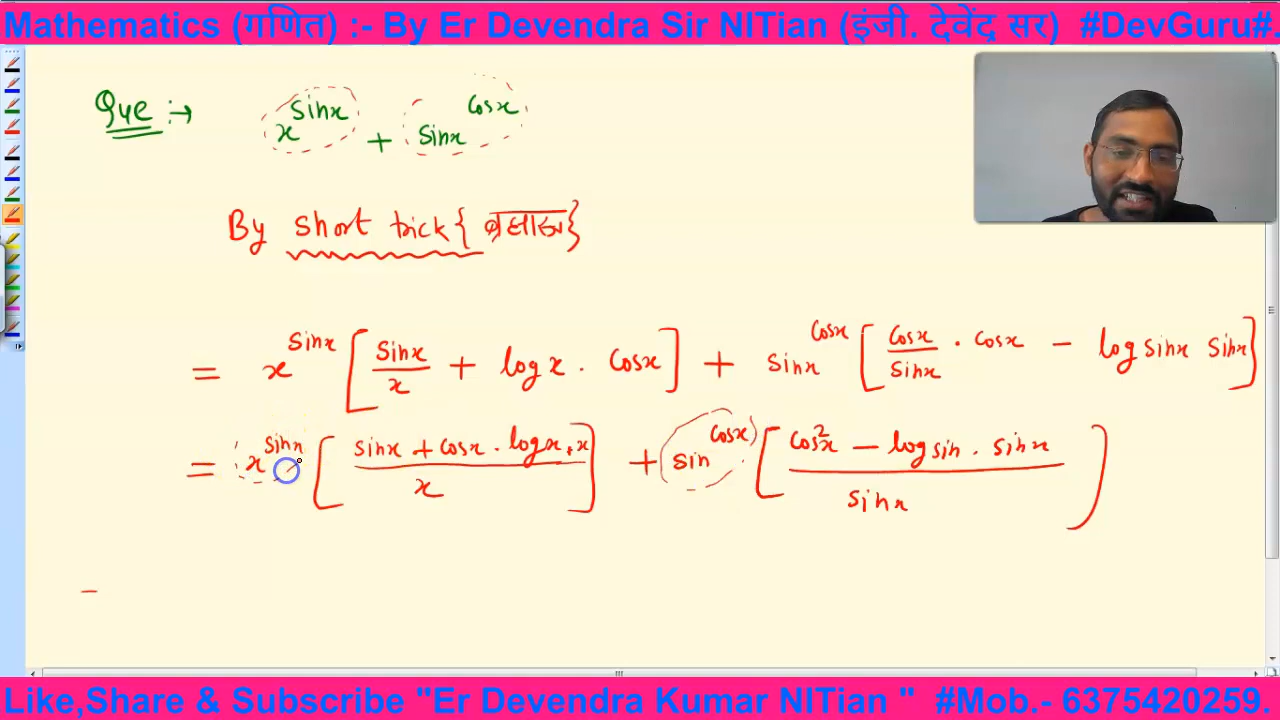 Mathematics (गणित) :- By Er Devendra Sir NITian (इंजी. देवेंद्र सर) #DevGuru#.
Que :→ x^sinx + sinx^cosx
By short trick {
= x^sinx [ sinx/x + log x · cosx ] + sinx^cosx [ cosx/sinx · cosx - log sinx sinx ]
= x^sinx [ (sinx + cosx · logx · x)/x ] + sin^cosx [ (cos²x - log sin · sinx)/sinx ]
-
Like,Share & Subscribe "Er Devendra Kumar NITian " #Mob.- 6375420259.